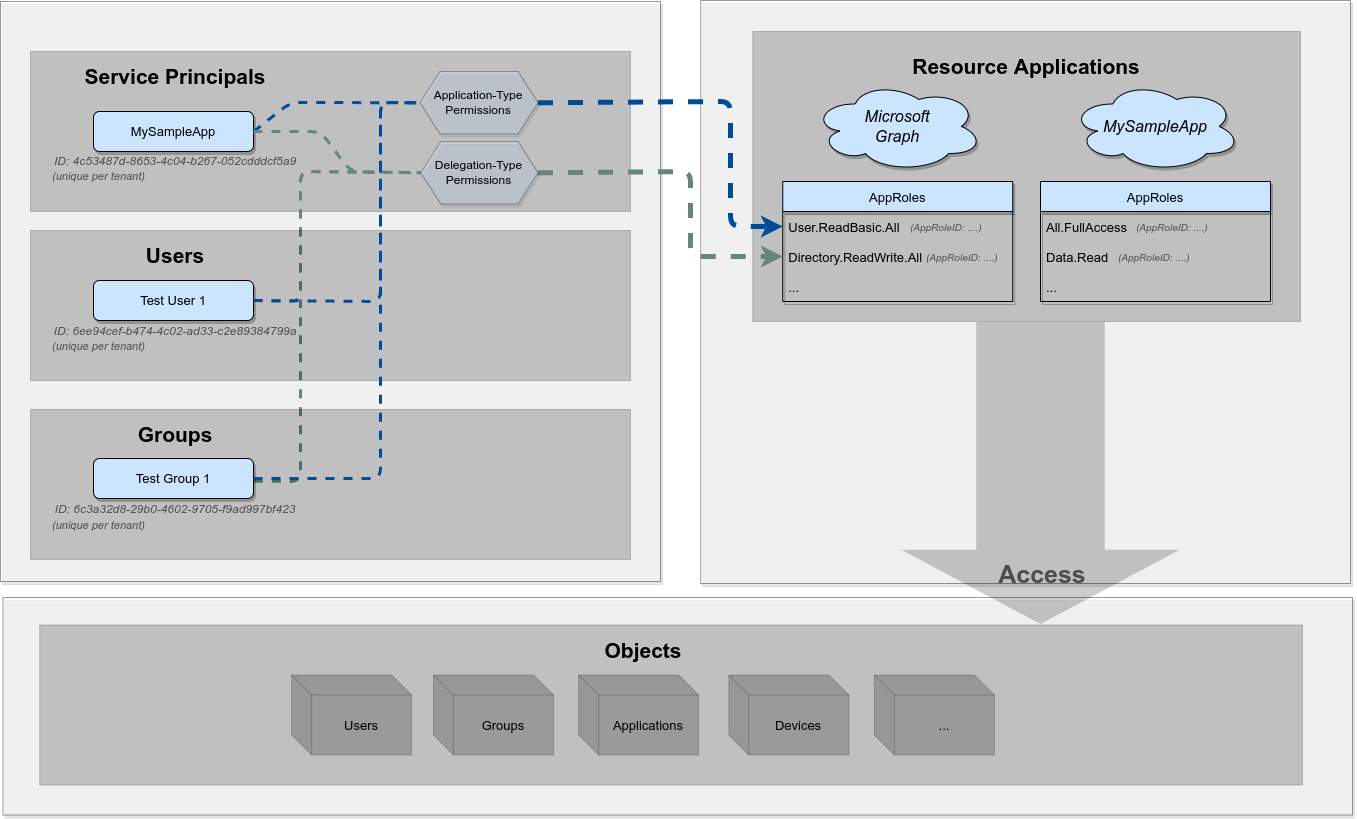 Service Principals
MySampleApp
ID: 4c53487d-8653-4c04-b267-052cdddcf5a9
(unique per tenant)
Application-Type
Permissions
Delegation-Type
Permissions
Users
Test User 1
ID: 6ee94cef-b474-4c02-ad33-c2e89384799a
(unique per tenant)
Groups
Test Group 1
ID: 6c3a32d8-29b0-4602-9705-f9ad997bf423
(unique per tenant)
Resource Applications
Microsoft
Graph
AppRoles
User.ReadBasic.All (AppRoleID: ....)
Directory.ReadWrite.All (AppRoleID: ....)
...
MySampleApp
AppRoles
All.FullAccess (AppRoleID: ....)
Data.Read (AppRoleID: ....)
...
Access
Objects
Users
Groups
Applications
Devices
...